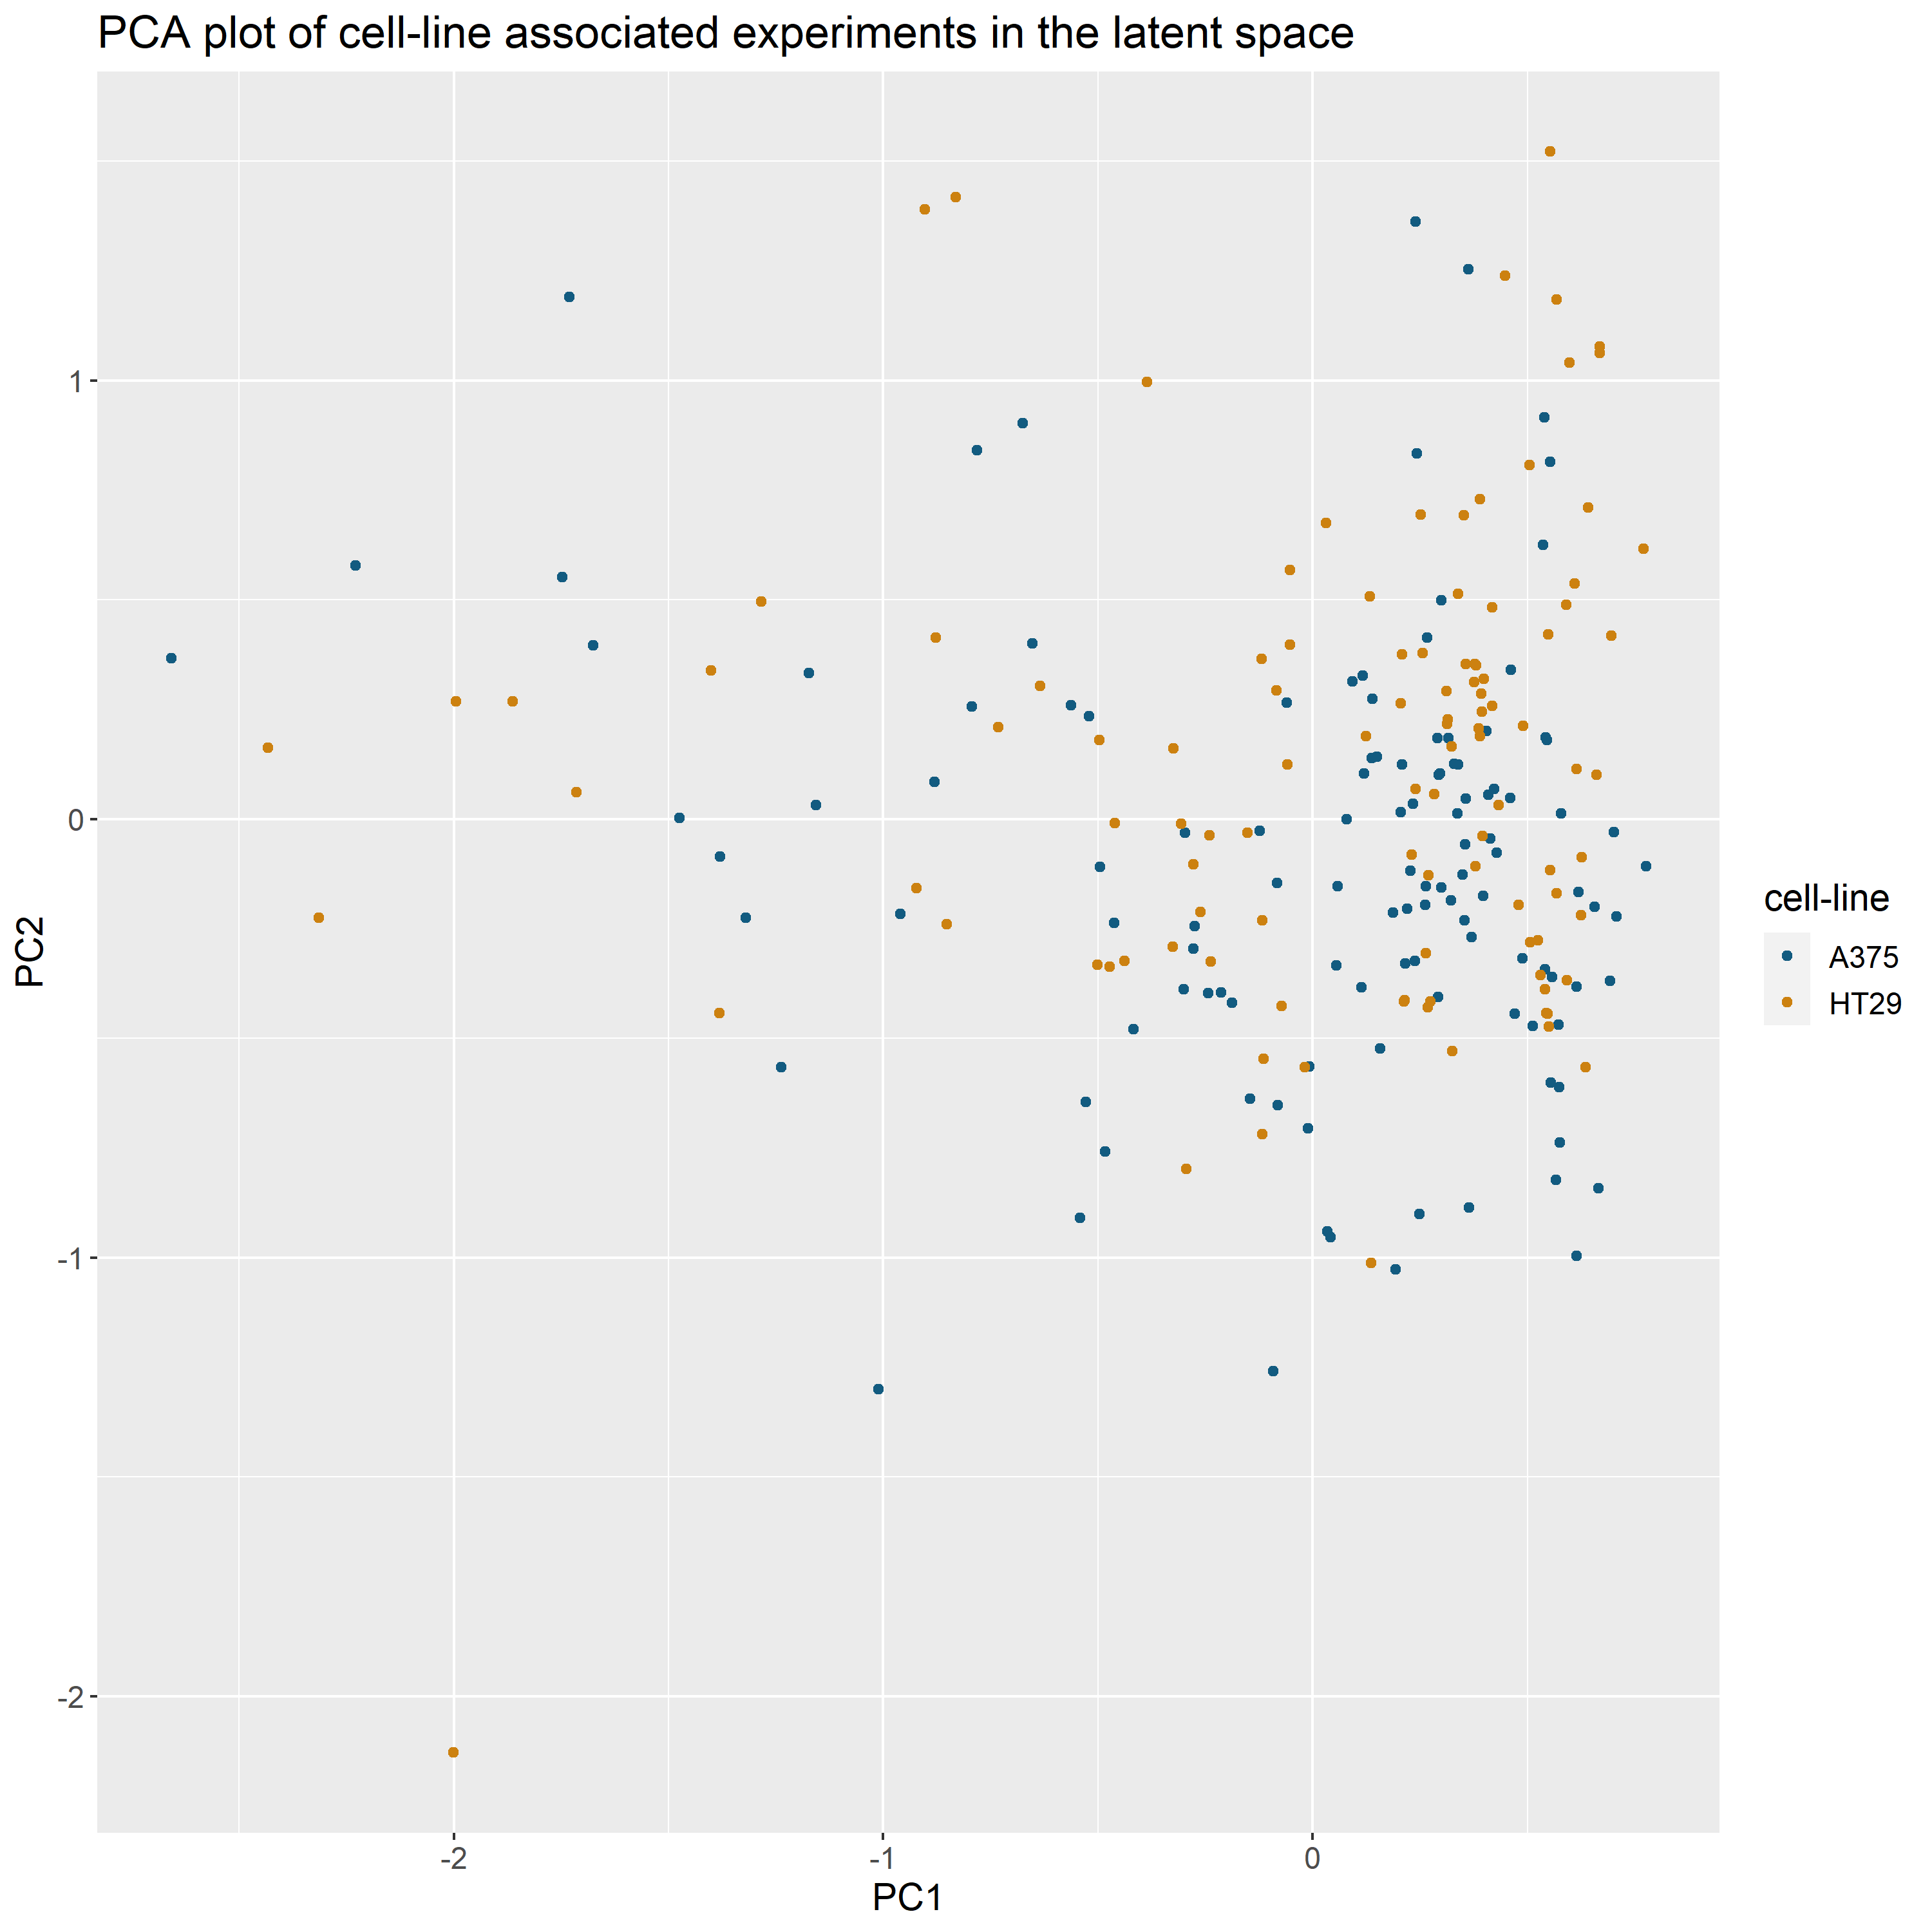 PCA plot of cell-line associated experiments in the latent space
1
0
-1
-2
PC2
-2
-1
0
PC1
cell-line
A375
HT29